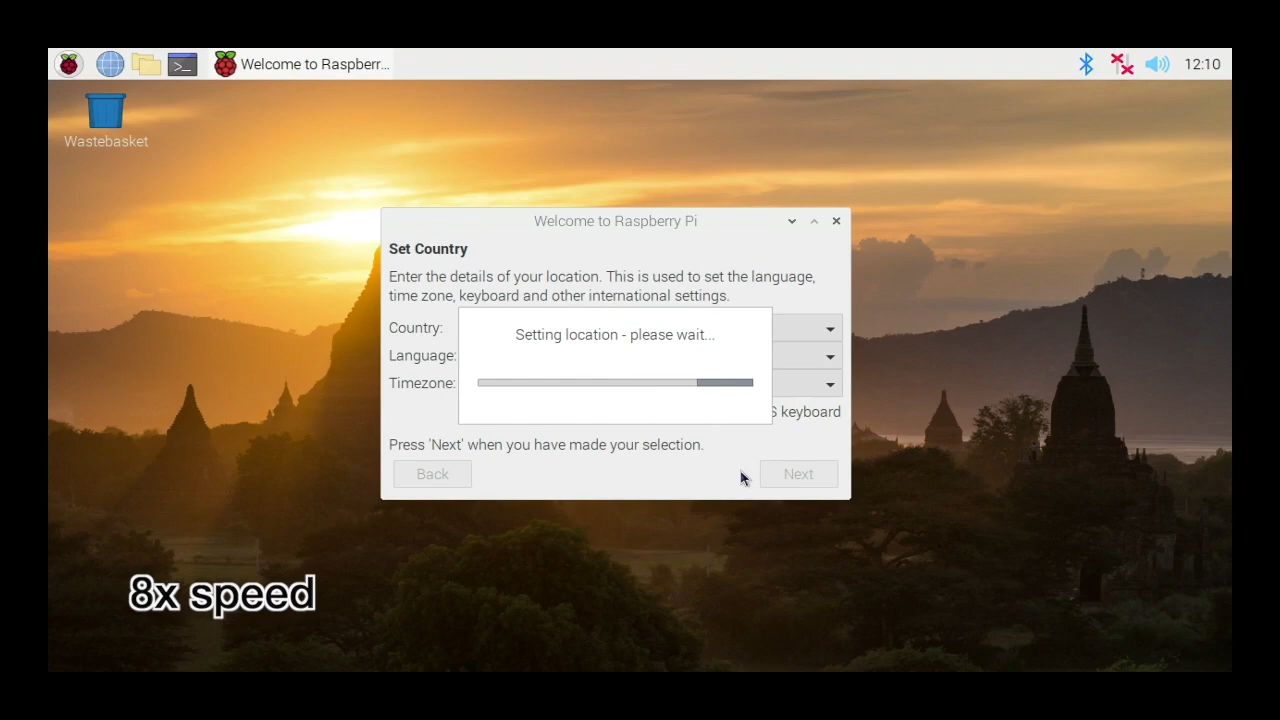 Welcome to Raspberr...
12:10
Wastebasket
Welcome to Raspberry Pi
Set Country
Enter the details of your location. This is used to set the language,
time zone, keyboard and other international settings.
Country:
Setting location - please wait...
Language:
Timezone:
keyboard
Press 'Next' when you have made your selection.
Back
Next
8x speed